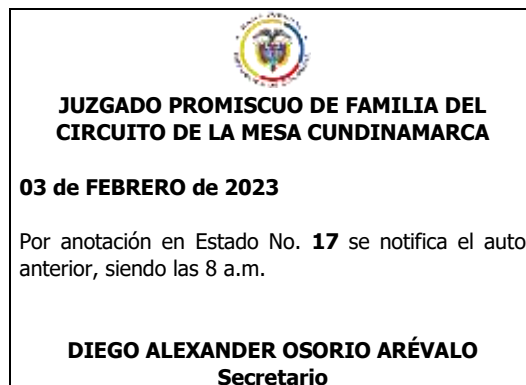 JUZGADO PROMISCUO DE FAMILIA DEL
CIRCUITO DE LA MESA CUNDINAMARCA
03 de FEBRERO de 2023
Por anotación en Estado No. 17 se notifica el auto
anterior, siendo las 8 a.m.
DIEGO ALEXANDER OSORIO ARÉVALO
Secretario